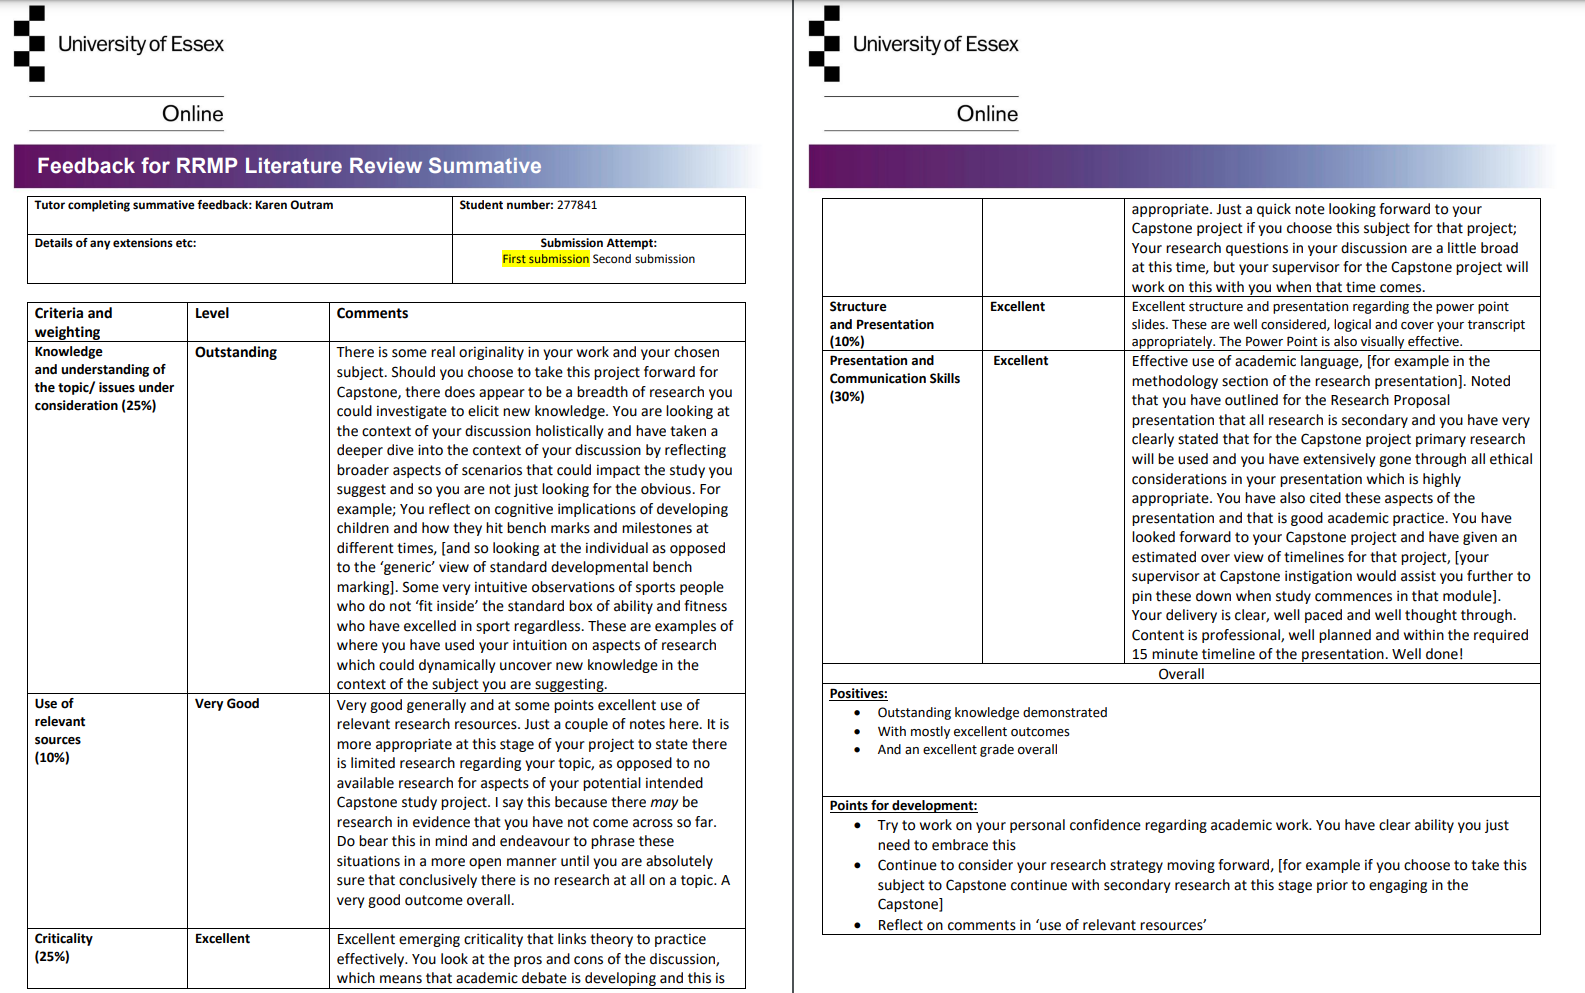 University of Essex
Online
Feedback for RRMP Literature Review Summative
Tutor completing summative feedback: Karen Outram
Student number: 277841
Details of any extensions etc:
Submission Attempt:
First submission Second submission
Criteria and
weighting
Level
Comments
Knowledge
and understanding of
the topic/ issues under
consideration (25%)
Outstanding
There is some real originality in your work and your chosen
subject. Should you choose to take this project forward for
Capstone, there does appear to be a breadth of research you
could investigate to elicit new knowledge. You are looking at
the context of your discussion holistically and have taken a
deeper dive into the context of your discussion by reflecting
broader aspects of scenarios that could impact the study you
suggest and so you are not just looking for the obvious. For
example; You reflect on cognitive implications of developing
children and how they hit bench marks and milestones at
different times, [and so looking at the individual as opposed
to the ‘generic’ view of standard developmental bench
marking]. Some very intuitive observations of sports people
who do not ‘fit inside’ the standard box of ability and fitness
who have excelled in sport regardless. These are examples of
where you have used your intuition on aspects of research
which could dynamically uncover new knowledge in the
context of the subject you are suggesting.
Use of
relevant
sources
(10%)
Very Good
Very good generally and at some points excellent use of
relevant research resources. Just a couple of notes here. It is
more appropriate at this stage of your project to state there
is limited research regarding your topic, as opposed to no
available research for aspects of your potential intended
Capstone study project. I say this because there may be
research in evidence that you have not come across so far.
Do bear this in mind and endeavour to phrase these
situations in a more open manner until you are absolutely
sure that conclusively there is no research at all on a topic. A
very good outcome overall.
Criticality
(25%)
Excellent
Excellent emerging criticality that links theory to practice
effectively. You look at the pros and cons of the discussion,
which means that academic debate is developing and this is
University of Essex
Online
appropriate. Just a quick note looking forward to your
Capstone project if you choose this subject for that project;
Your research questions in your discussion are a little broad
at this time, but your supervisor for the Capstone project will
work on this with you when that time comes.
Structure
and Presentation
(10%)
Excellent
Excellent structure and presentation regarding the power point
slides. These are well considered, logical and cover your transcript
appropriately. The Power Point is also visually effective.
Presentation and
Communication Skills
(30%)
Excellent
Effective use of academic language, [for example in the
methodology section of the research presentation]. Noted
that you have outlined for the Research Proposal
presentation that all research is secondary and you have very
clearly stated that for the Capstone project primary research
will be used and you have extensively gone through all ethical
considerations in your presentation which is highly
appropriate. You have also cited these aspects of the
presentation and that is good academic practice. You have
looked forward to your Capstone project and have given an
estimated over view of timelines for that project, [your
supervisor at Capstone instigation would assist you further to
pin these down when study commences in that module].
Your delivery is clear, well paced and well thought through.
Content is professional, well planned and within the required
15 minute timeline of the presentation. Well done!
Overall
Positives:
• Outstanding knowledge demonstrated
• With mostly excellent outcomes
• And an excellent grade overall
Points for development:
• Try to work on your personal confidence regarding academic work. You have clear ability you just
need to embrace this
• Continue to consider your research strategy moving forward, [for example if you choose to take this
subject to Capstone continue with secondary research at this stage prior to engaging in the
Capstone]
• Reflect on comments in ‘use of relevant resources’